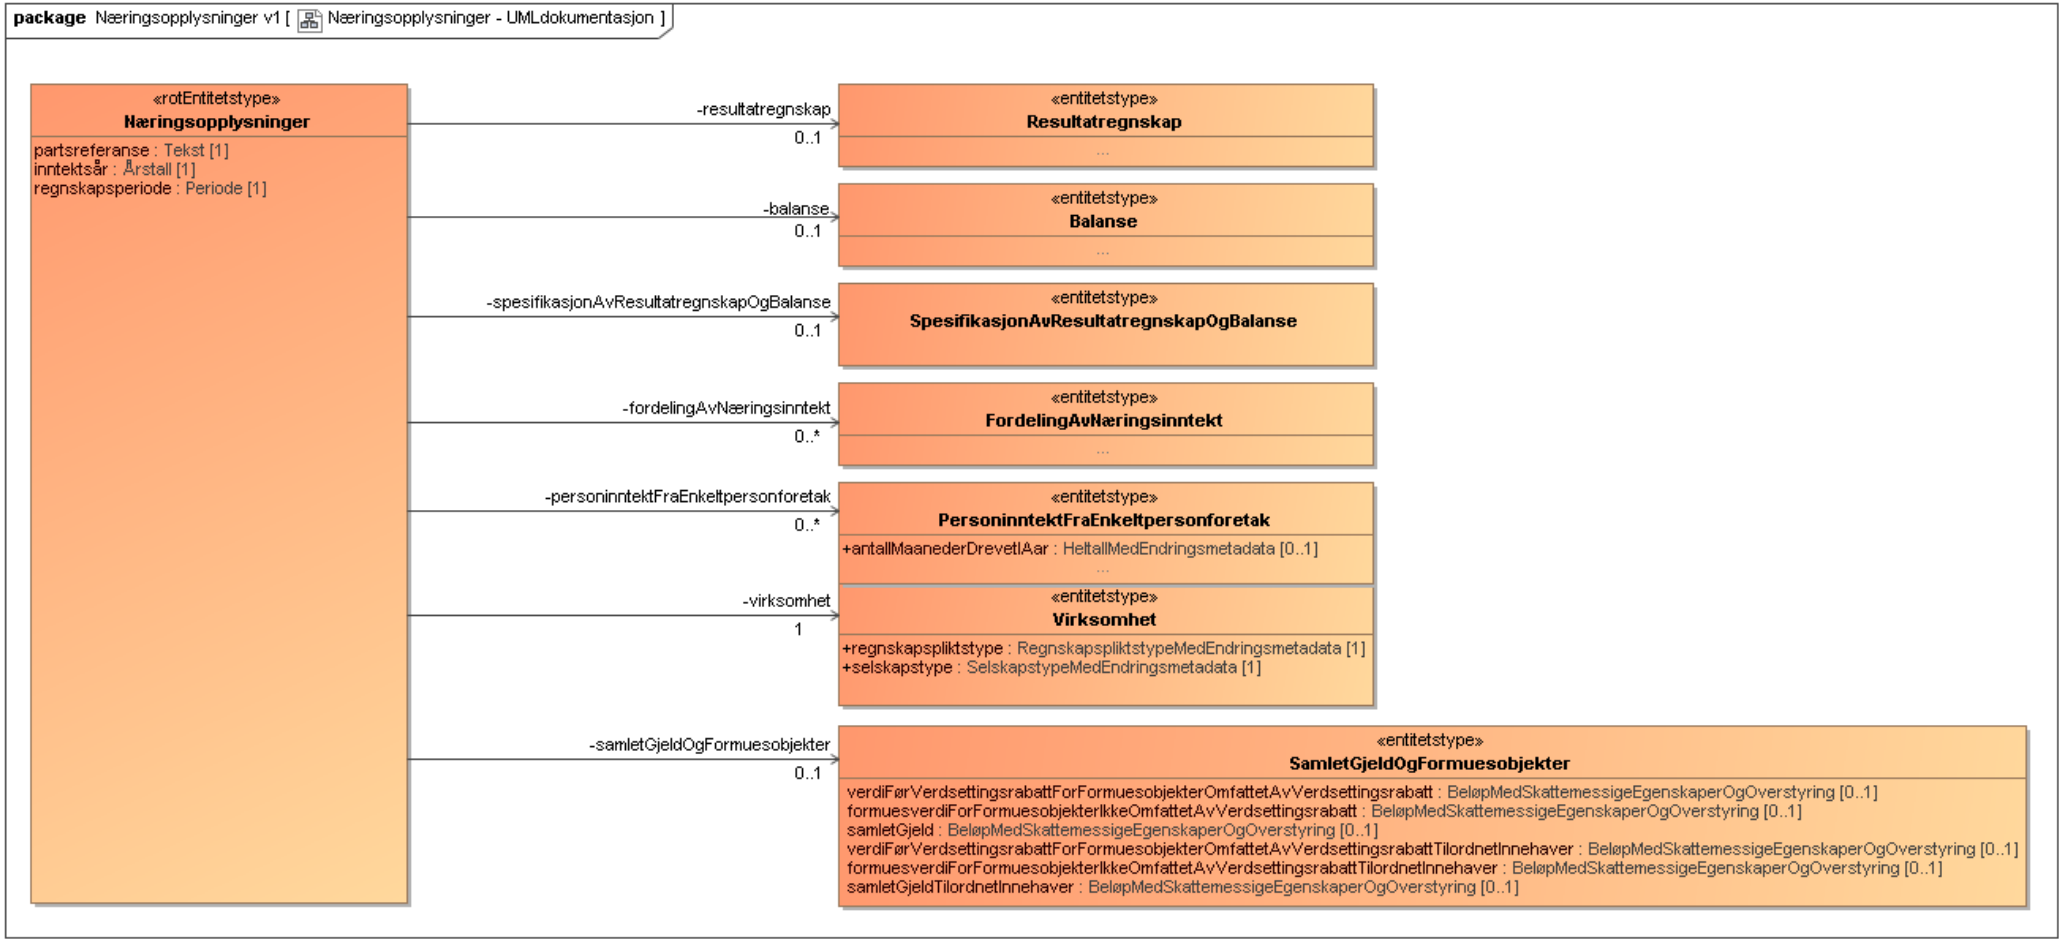 package Næringsopplysninger v1 [ Næringsopplysninger - UMLdokumentasjon ]
«rotEntitetstype»
Næringsopplysninger
partsreferanse : Tekst [1]
inntektsår : Årstall [1]
regnskapsperiode : Periode [1]
-resultatregnskap
0..1
«entitetstype»
Resultatregnskap
...
-balanse
0..1
«entitetstype»
Balanse
...
-spesifikasjonAvResultatregnskapOgBalanse
0..1
«entitetstype»
SpesifikasjonAvResultatregnskapOgBalanse
-fordelingAvNæringsinntekt
0..*
«entitetstype»
FordelingAvNæringsinntekt
...
-personinntektFraEnkeltpersonforetak
0..*
«entitetstype»
PersoninntektFraEnkeltpersonforetak
+antallMaanederDrevetIAar : HeltallMedEndringsmetadata [0..1]
...
-virksomhet
1
«entitetstype»
Virksomhet
+regnskapspliktstype : RegnskapspliktstypeMedEndringsmetadata [1]
+selskapstype : SelskapstypeMedEndringsmetadata [1]
-samletGjeldOgFormuesobjekter
0..1
«entitetstype»
SamletGjeldOgFormuesobjekter
verdiFørVerdsettingsrabattForFormuesobjekterOmfattetAvVerdsettingsrabatt : BeløpMedSkattemessigeEgenskaperOgOverstyring [0..1]
formuesverdiForFormuesobjekterIkkeOmfattetAvVerdsettingsrabatt : BeløpMedSkattemessigeEgenskaperOgOverstyring [0..1]
samletGjeld : BeløpMedSkattemessigeEgenskaperOgOverstyring [0..1]
verdiFørVerdsettingsrabattForFormuesobjekterOmfattetAvVerdsettingsrabattTilordnetInnehaver : BeløpMedSkattemessigeEgenskaperOgOverstyring [0..1]
formuesverdiForFormuesobjekterIkkeOmfattetAvVerdsettingsrabattTilordnetInnehaver : BeløpMedSkattemessigeEgenskaperOgOverstyring [0..1]
samletGjeldTilordnetInnehaver : BeløpMedSkattemessigeEgenskaperOgOverstyring [0..1]